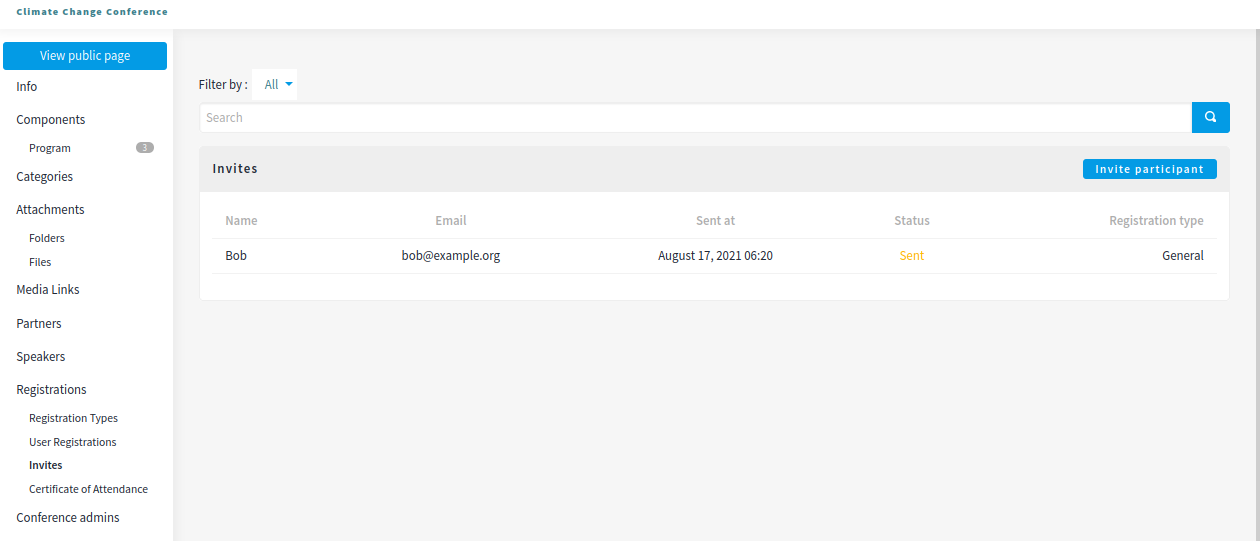 Climate Change Conference
View public page
Info
Components
Program 3
Categories
Attachments
Folders
Files
Media Links
Partners
Speakers
Registrations
Registration Types
User Registrations
Invites
Certificate of Attendance
Conference admins
Filter by : All
Search
Invites Invite participant
Name Email Sent at Status Registration type
Bob bob@example.org August 17, 2021 06:20 Sent General